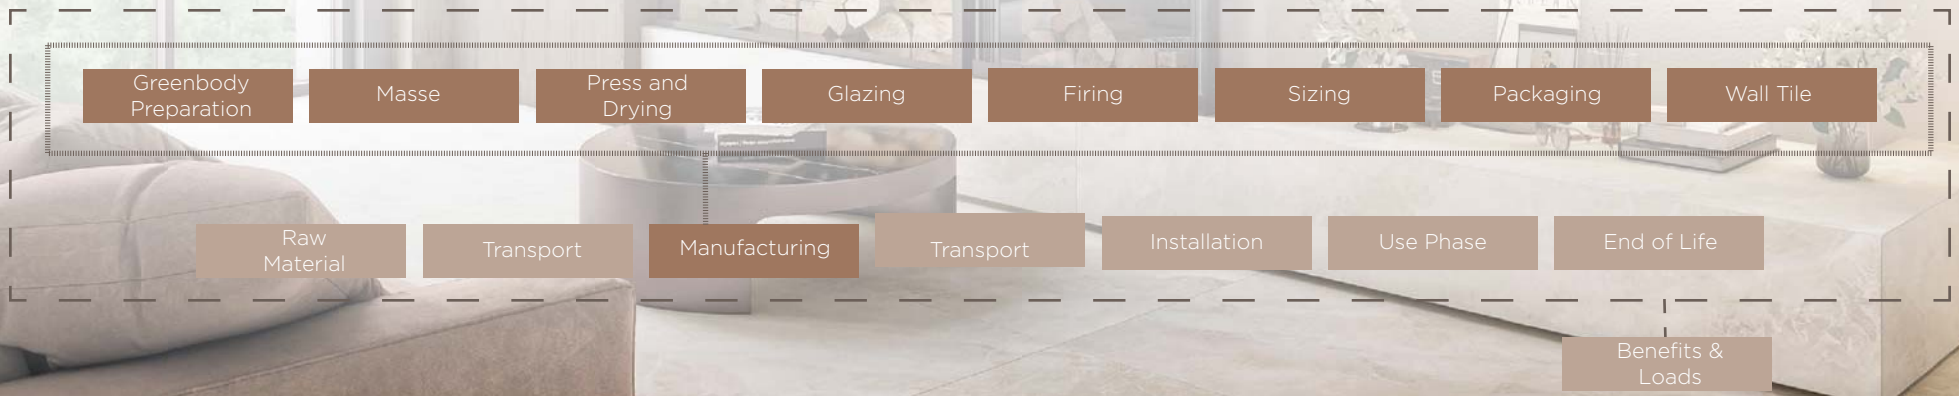 Greenbody
Preparation
Masse
Press and
Drying
Glazing
Firing
Sizing
Packaging
Wall Tile
Raw
Material
Transport
Manufacturing
Transport
Installation
Use Phase
End of Life
Benefits &
Loads